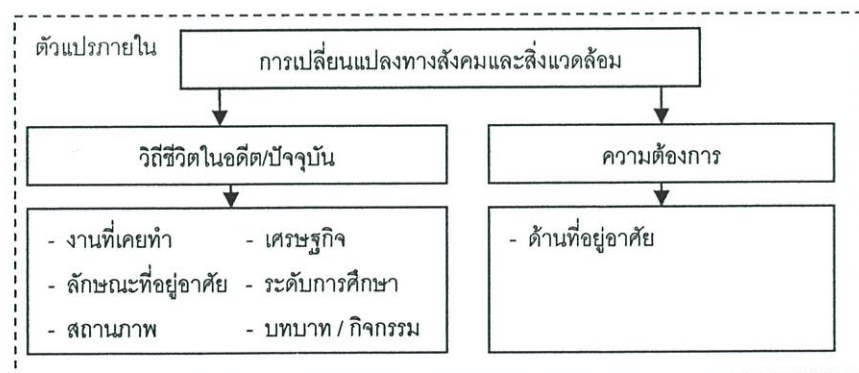 ตัวแปรภายใน
การเปลี่ยนแปลงทางสังคมและสิ่งแวดล้อม
วิถีชีวิตในอดีต/ปัจจุบัน
ความต้องการ
- งานที่เคยทำ - เศรษฐกิจ
- ลักษณะที่อยู่อาศัย - ระดับการศึกษา
- สถานภาพ - บทบาท / กิจกรรม
- ด้านที่อยู่อาศัย